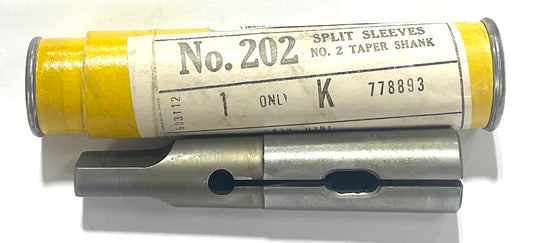 No. 202 SPLIT SLEEVES
NO. 2 TAPER SHANK
603112
1 ONLY K 778893